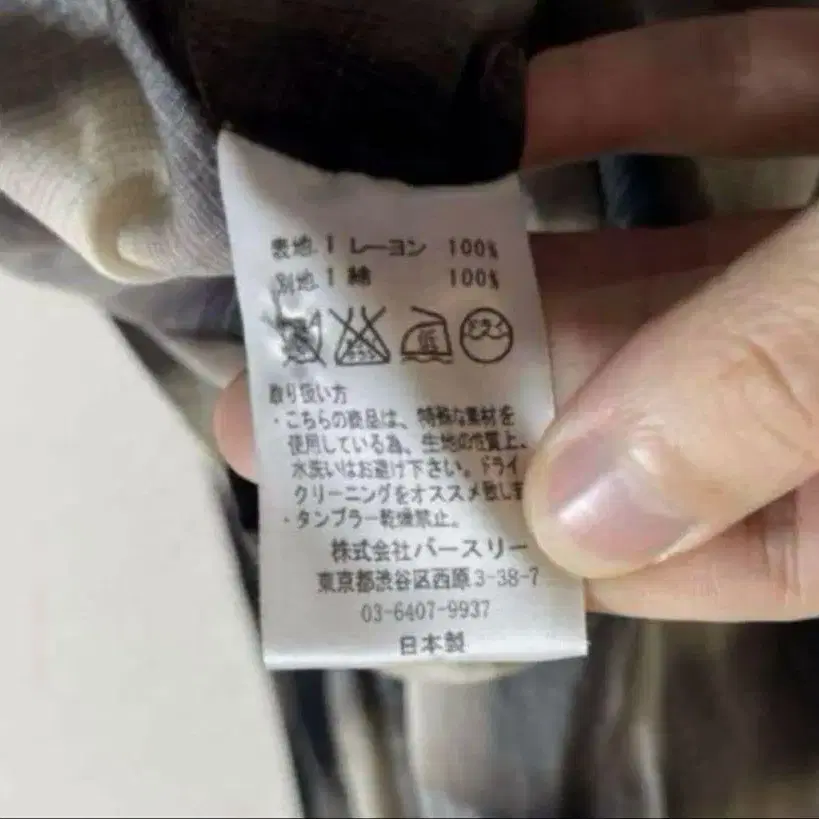 表地.1 レーヨン 100%
別地.1 綿 100%
低 ドライ
取り扱い方
・こちらの商品は、特殊な素材を
使用している為、生地の性質上、
水洗いはお避け下さい。ドライ
クリーニングをオススメ致しま
・タンブラー乾燥禁止。
株式会社バースリー
東京都渋谷区西原3-38-7
03-6407-9937
日本製